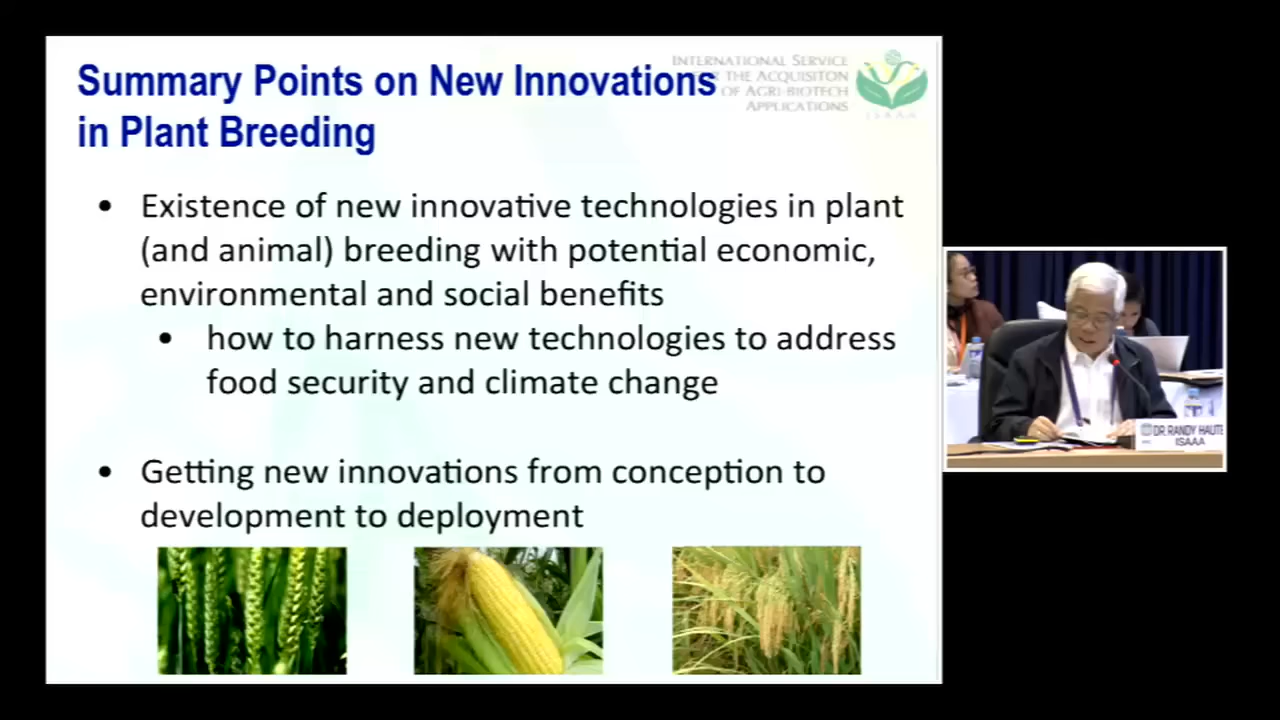 Summary Points on New Innovations
in Plant Breeding
INTERNATIONAL SERVICE
THE ACQUISITON
OF AGRI-BIOTECH
APPLICATIONS
ISAAA
• Existence of new innovative technologies in plant
(and animal) breeding with potential economic,
environmental and social benefits
• how to harness new technologies to address
food security and climate change
• Getting new innovations from conception to
development to deployment
DR. RANDY HAUTE
ISAAA